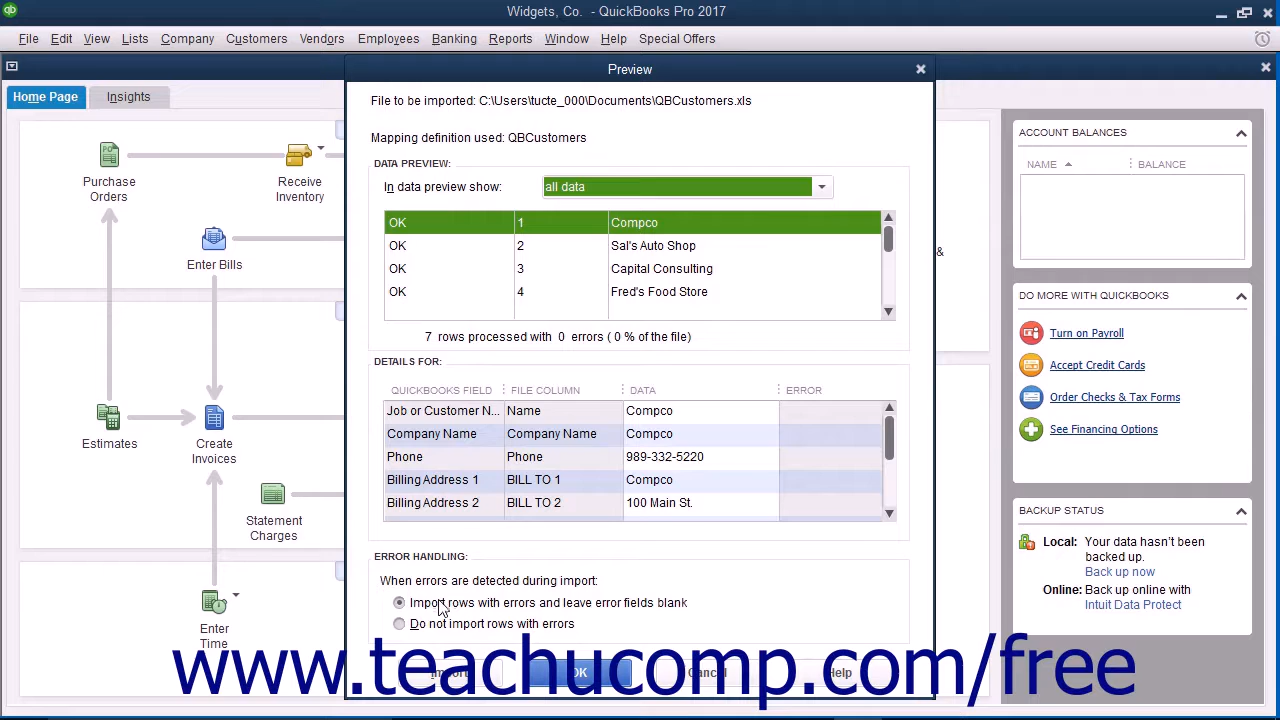 qb
Widgets, Co. - QuickBooks Pro 2017
File Edit View Lists Company Customers Vendors Employees Banking Reports Window Help Special Offers
Home Page
Insights
Purchase Orders
Receive Inventory
Enter Bills
Estimates
Create Invoices
Statement Charges
Enter Time
&
Preview
File to be imported: C:\Users\tucte_000\Documents\QBCustomers.xls
Mapping definition used: QBCustomers
DATA PREVIEW:
In data preview show: all data
OK 1 Compco
OK 2 Sal's Auto Shop
OK 3 Capital Consulting
OK 4 Fred's Food Store
7 rows processed with 0 errors ( 0 % of the file)
DETAILS FOR:
QUICKBOOKS FIELD FILE COLUMN DATA ERROR
Job or Customer N... Name Compco
Company Name Company Name Compco
Phone Phone 989-332-5220
Billing Address 1 BILL TO 1 Compco
Billing Address 2 BILL TO 2 100 Main St.
ERROR HANDLING:
When errors are detected during import:
Import rows with errors and leave error fields blank
Do not import rows with errors
Import OK Cancel Help
ACCOUNT BALANCES
NAME BALANCE
DO MORE WITH QUICKBOOKS
Turn on Payroll
Accept Credit Cards
Order Checks & Tax Forms
See Financing Options
BACKUP STATUS
Local: Your data hasn't been
backed up.
Back up now
Online: Back up online with
Intuit Data Protect
www.teachucomp.com/free